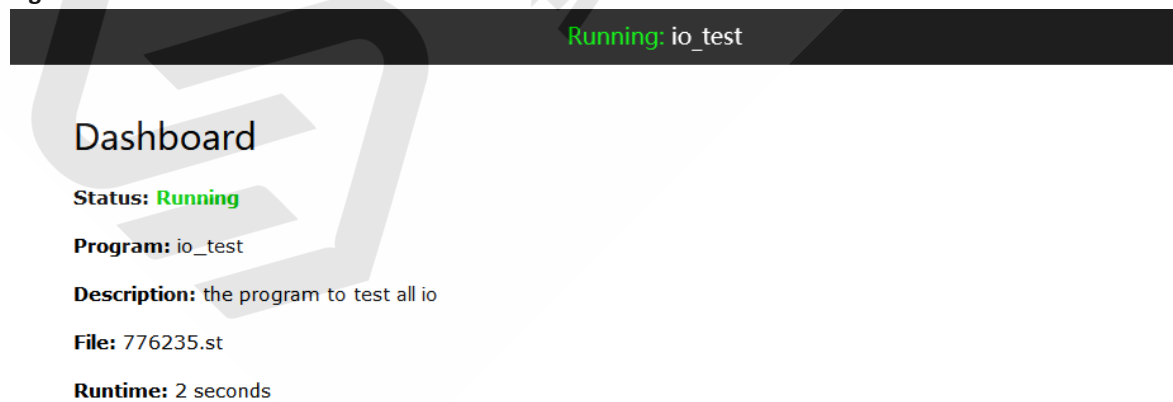 Running: io_test
Dashboard
Status: Running
Program: io_test
Description: the program to test all io
File: 776235.st
Runtime: 2 seconds